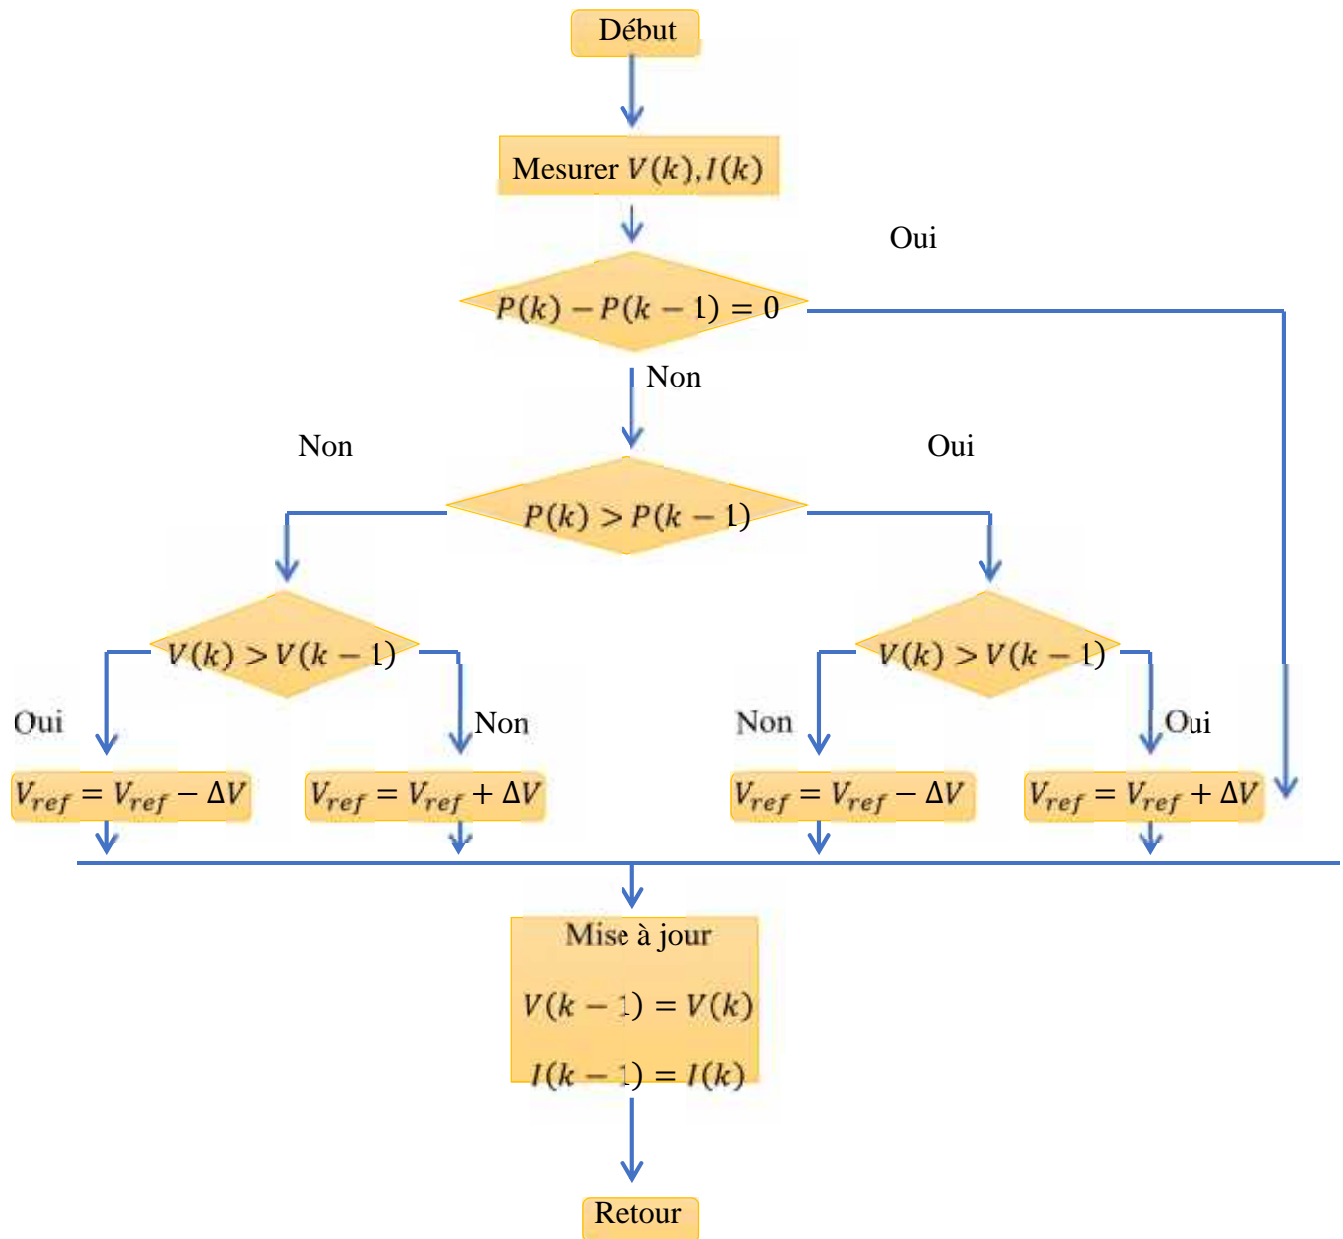 Début
Mesurer V(k),I(k)
Oui
P(k) − P(k − 1) = 0
Non
Non
Oui
P(k) > P(k − 1)
V(k) > V(k − 1)
V(k) > V(k − 1)
Oui
Non
Non
Oui
V_ref = V_ref − ΔV
V_ref = V_ref + ΔV
V_ref = V_ref − ΔV
V_ref = V_ref + ΔV
Mise à jour
V(k − 1) = V(k)
I(k − 1) = I(k)
Retour